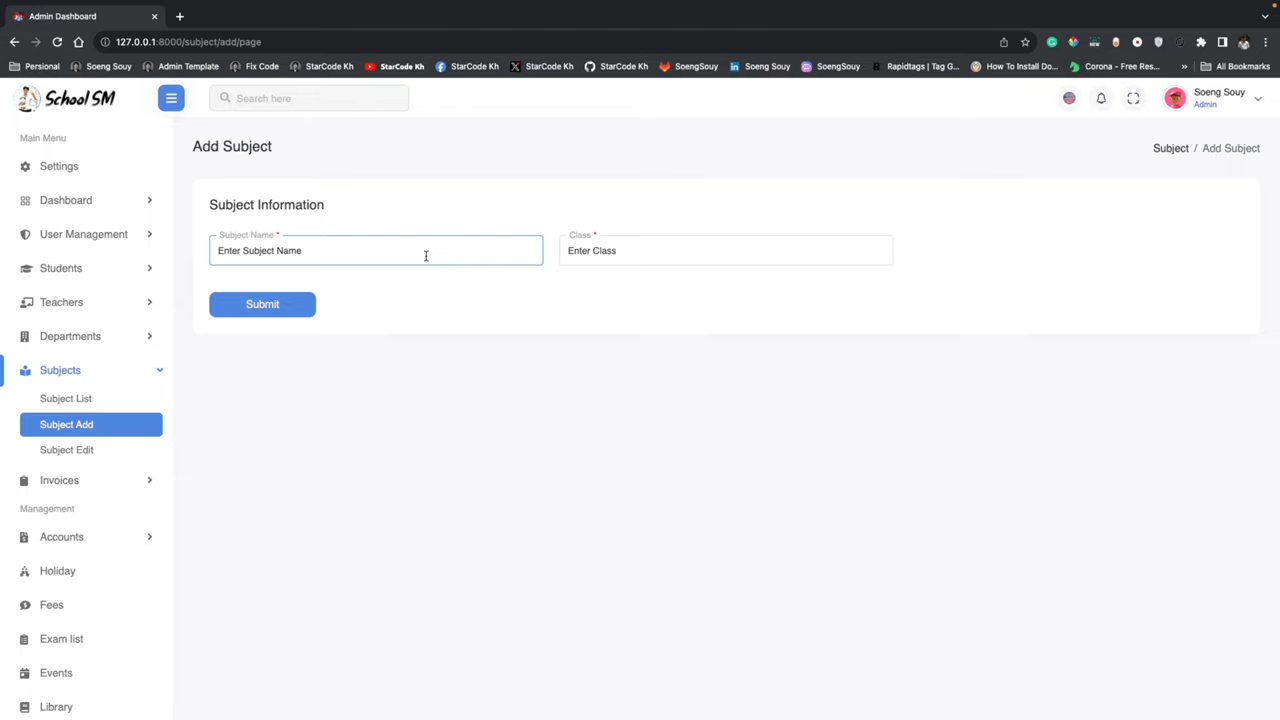 Admin Dashboard
127.0.0.1:8000/subject/add/page
Personal
Soeng Souy
Admin Template
Fix Code
StarCode Kh
StarCode Kh
StarCode Kh
StarCode Kh
StarCode Kh
SoengSouy
Soeng Souy
SoengSouy
Rapidtags | Tag G...
How To Install Do...
Corona - Free Res...
All Bookmarks
School SM
Search here
Soeng Souy
Admin
Main Menu
Settings
Dashboard
User Management
Students
Teachers
Departments
Subjects
Subject List
Subject Add
Subject Edit
Invoices
Management
Accounts
Holiday
Fees
Exam list
Events
Library
Add Subject
Subject / Add Subject
Subject Information
Subject Name *
Enter Subject Name
Class *
Enter Class
Submit